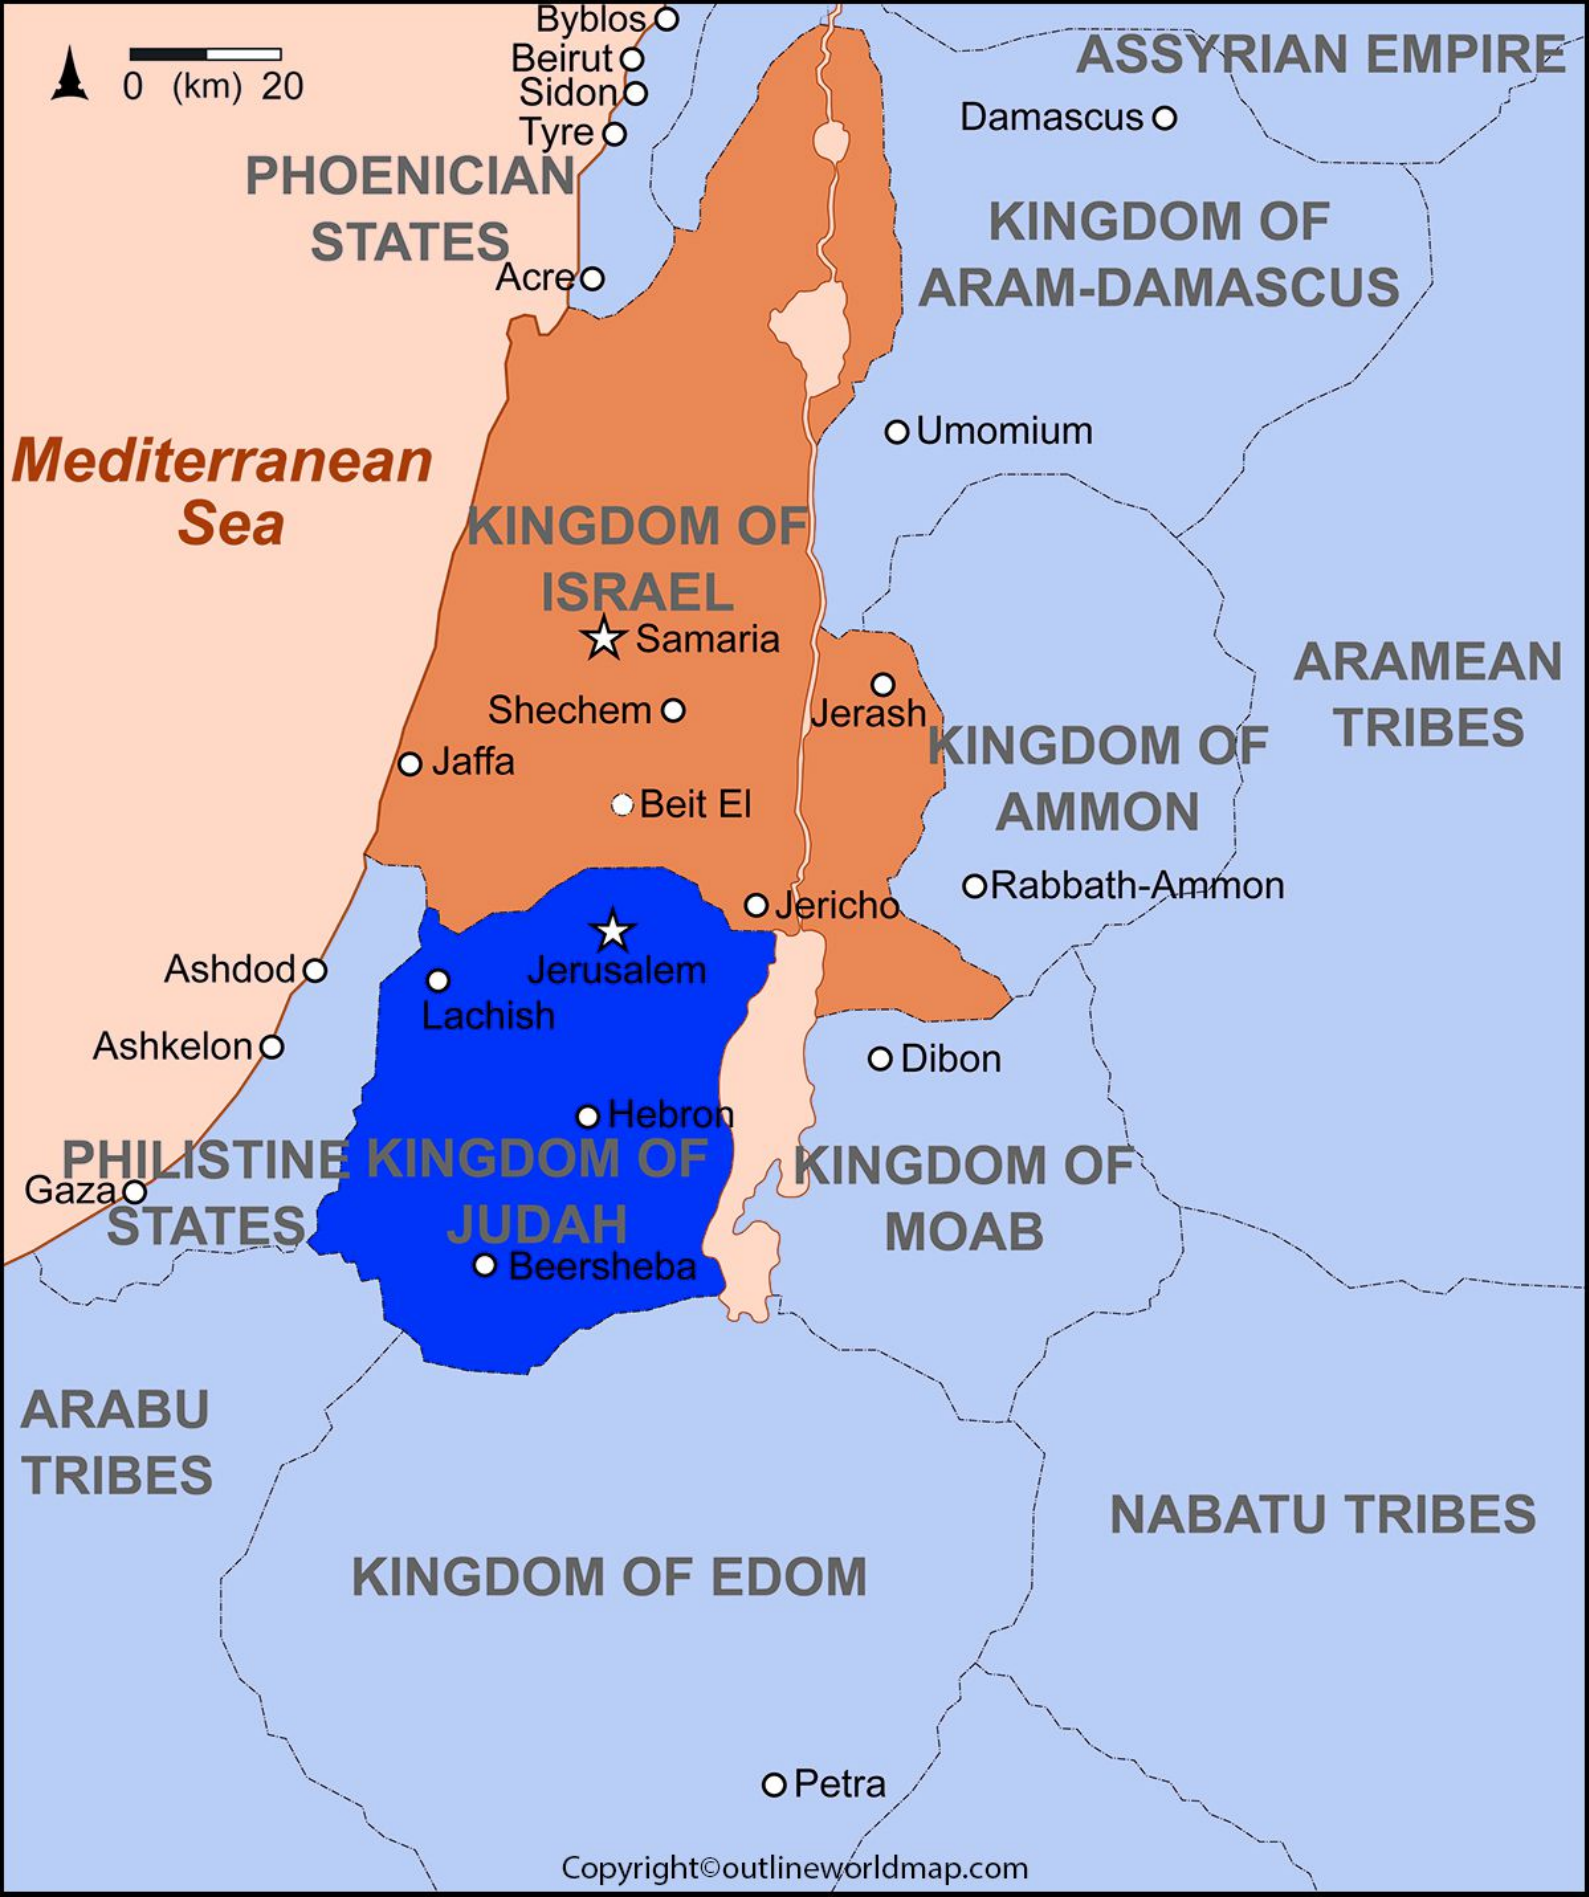 Byblos
Beirut
Sidon
Tyre
0 (km) 20
ASSYRIAN EMPIRE
Damascus
PHOENICIAN
STATES
Acre
KINGDOM OF
ARAM-DAMASCUS
Umomium
Mediterranean
Sea
KINGDOM OF
ISRAEL
Samaria
Shechem
Jaffa
Beit El
Jerash
KINGDOM OF
AMMON
ARAMEAN
TRIBES
Rabbath-Ammon
Jericho
Jerusalem
Lachish
Ashdod
Ashkelon
Dibon
Hebron
PHILISTINE
STATES
Gaza
KINGDOM OF
JUDAH
Beersheba
KINGDOM OF
MOAB
ARABU
TRIBES
NABATU TRIBES
KINGDOM OF EDOM
Petra
Copyright©outlineworldmap.com